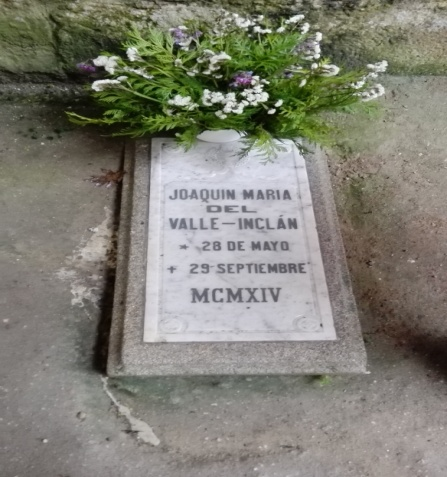 JOAQUIN MARIA
DEL
VALLE-INCLÁN
* 28 DE MAYO
+ 29 SEPTIEMBRE
MCMXIV